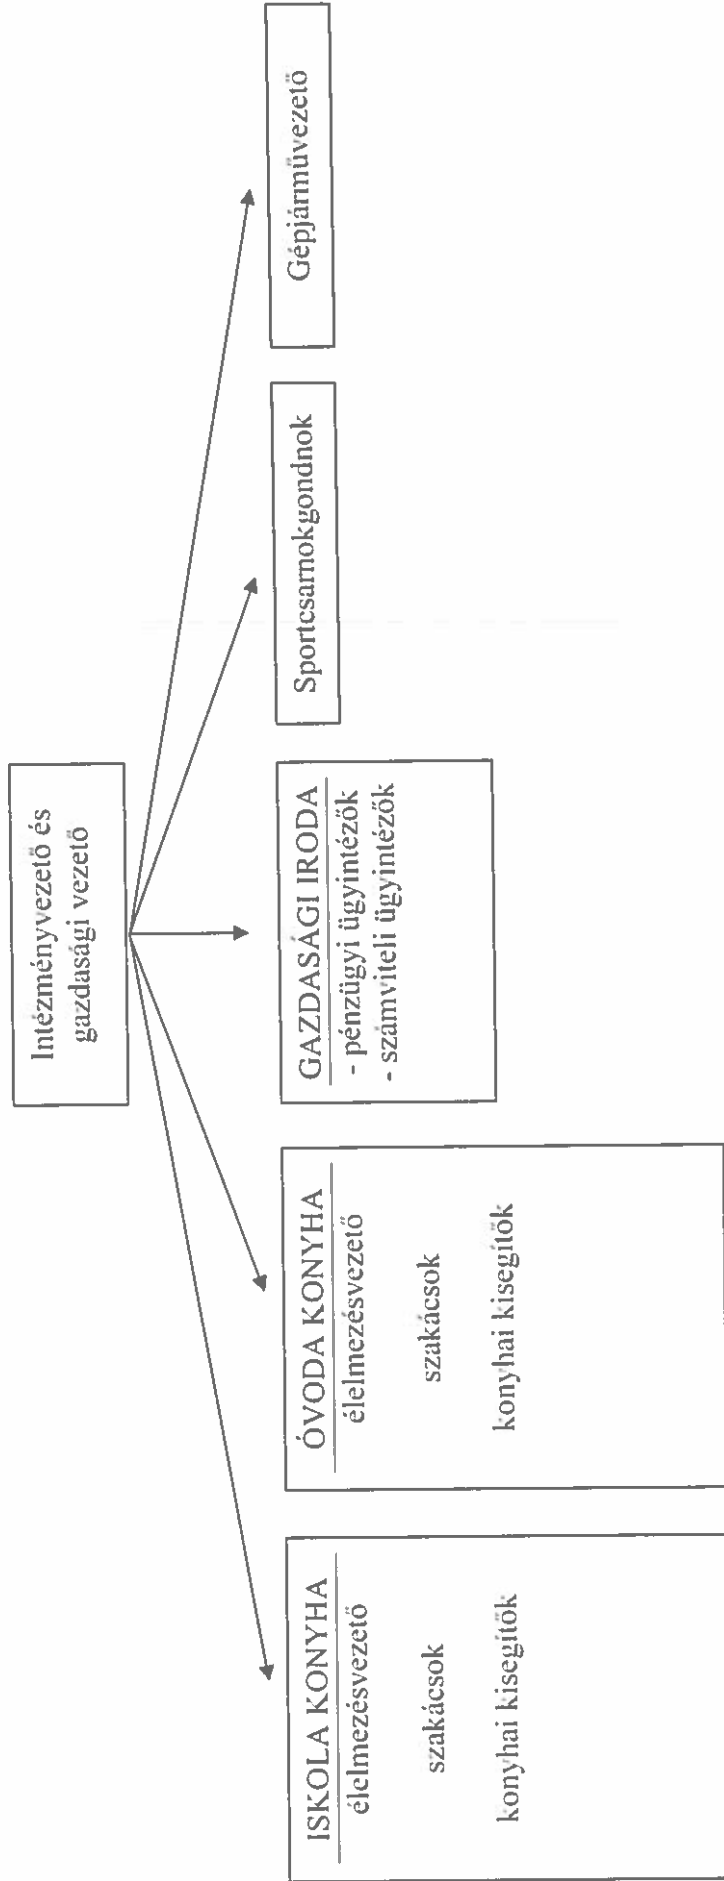 Intézményvezető és
gazdasági vezető
ISKOLA KONYHA
élelmezésvezető
szakácsok
konyhai kisegítők
ÓVODA KONYHA
élelmezésvezető
szakácsok
konyhai kisegítők
GAZDASÁGI IRODA
- pénzügyi ügyintézők
- számviteli ügyintézők
Sportcsarnokgondnok
Gépjárművezető